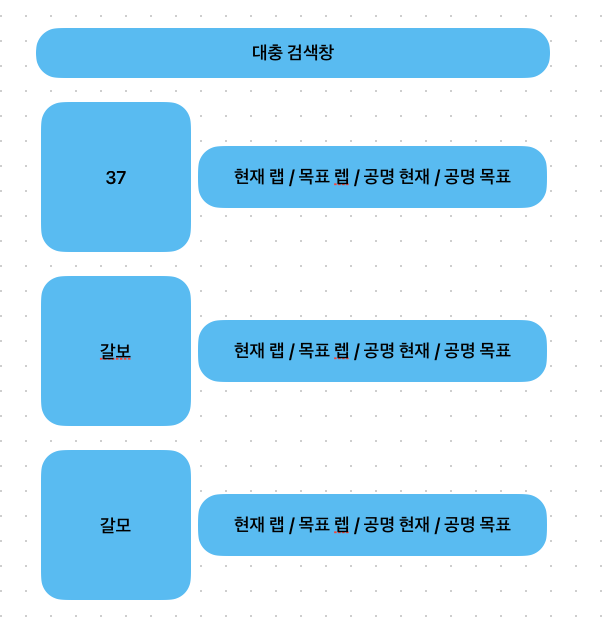 대충 검색창
37
현재 랩 / 목표 렙 / 공명 현재 / 공명 목표
갈보
현재 랩 / 목표 렙 / 공명 현재 / 공명 목표
갈모
현재 랩 / 목표 렙 / 공명 현재 / 공명 목표